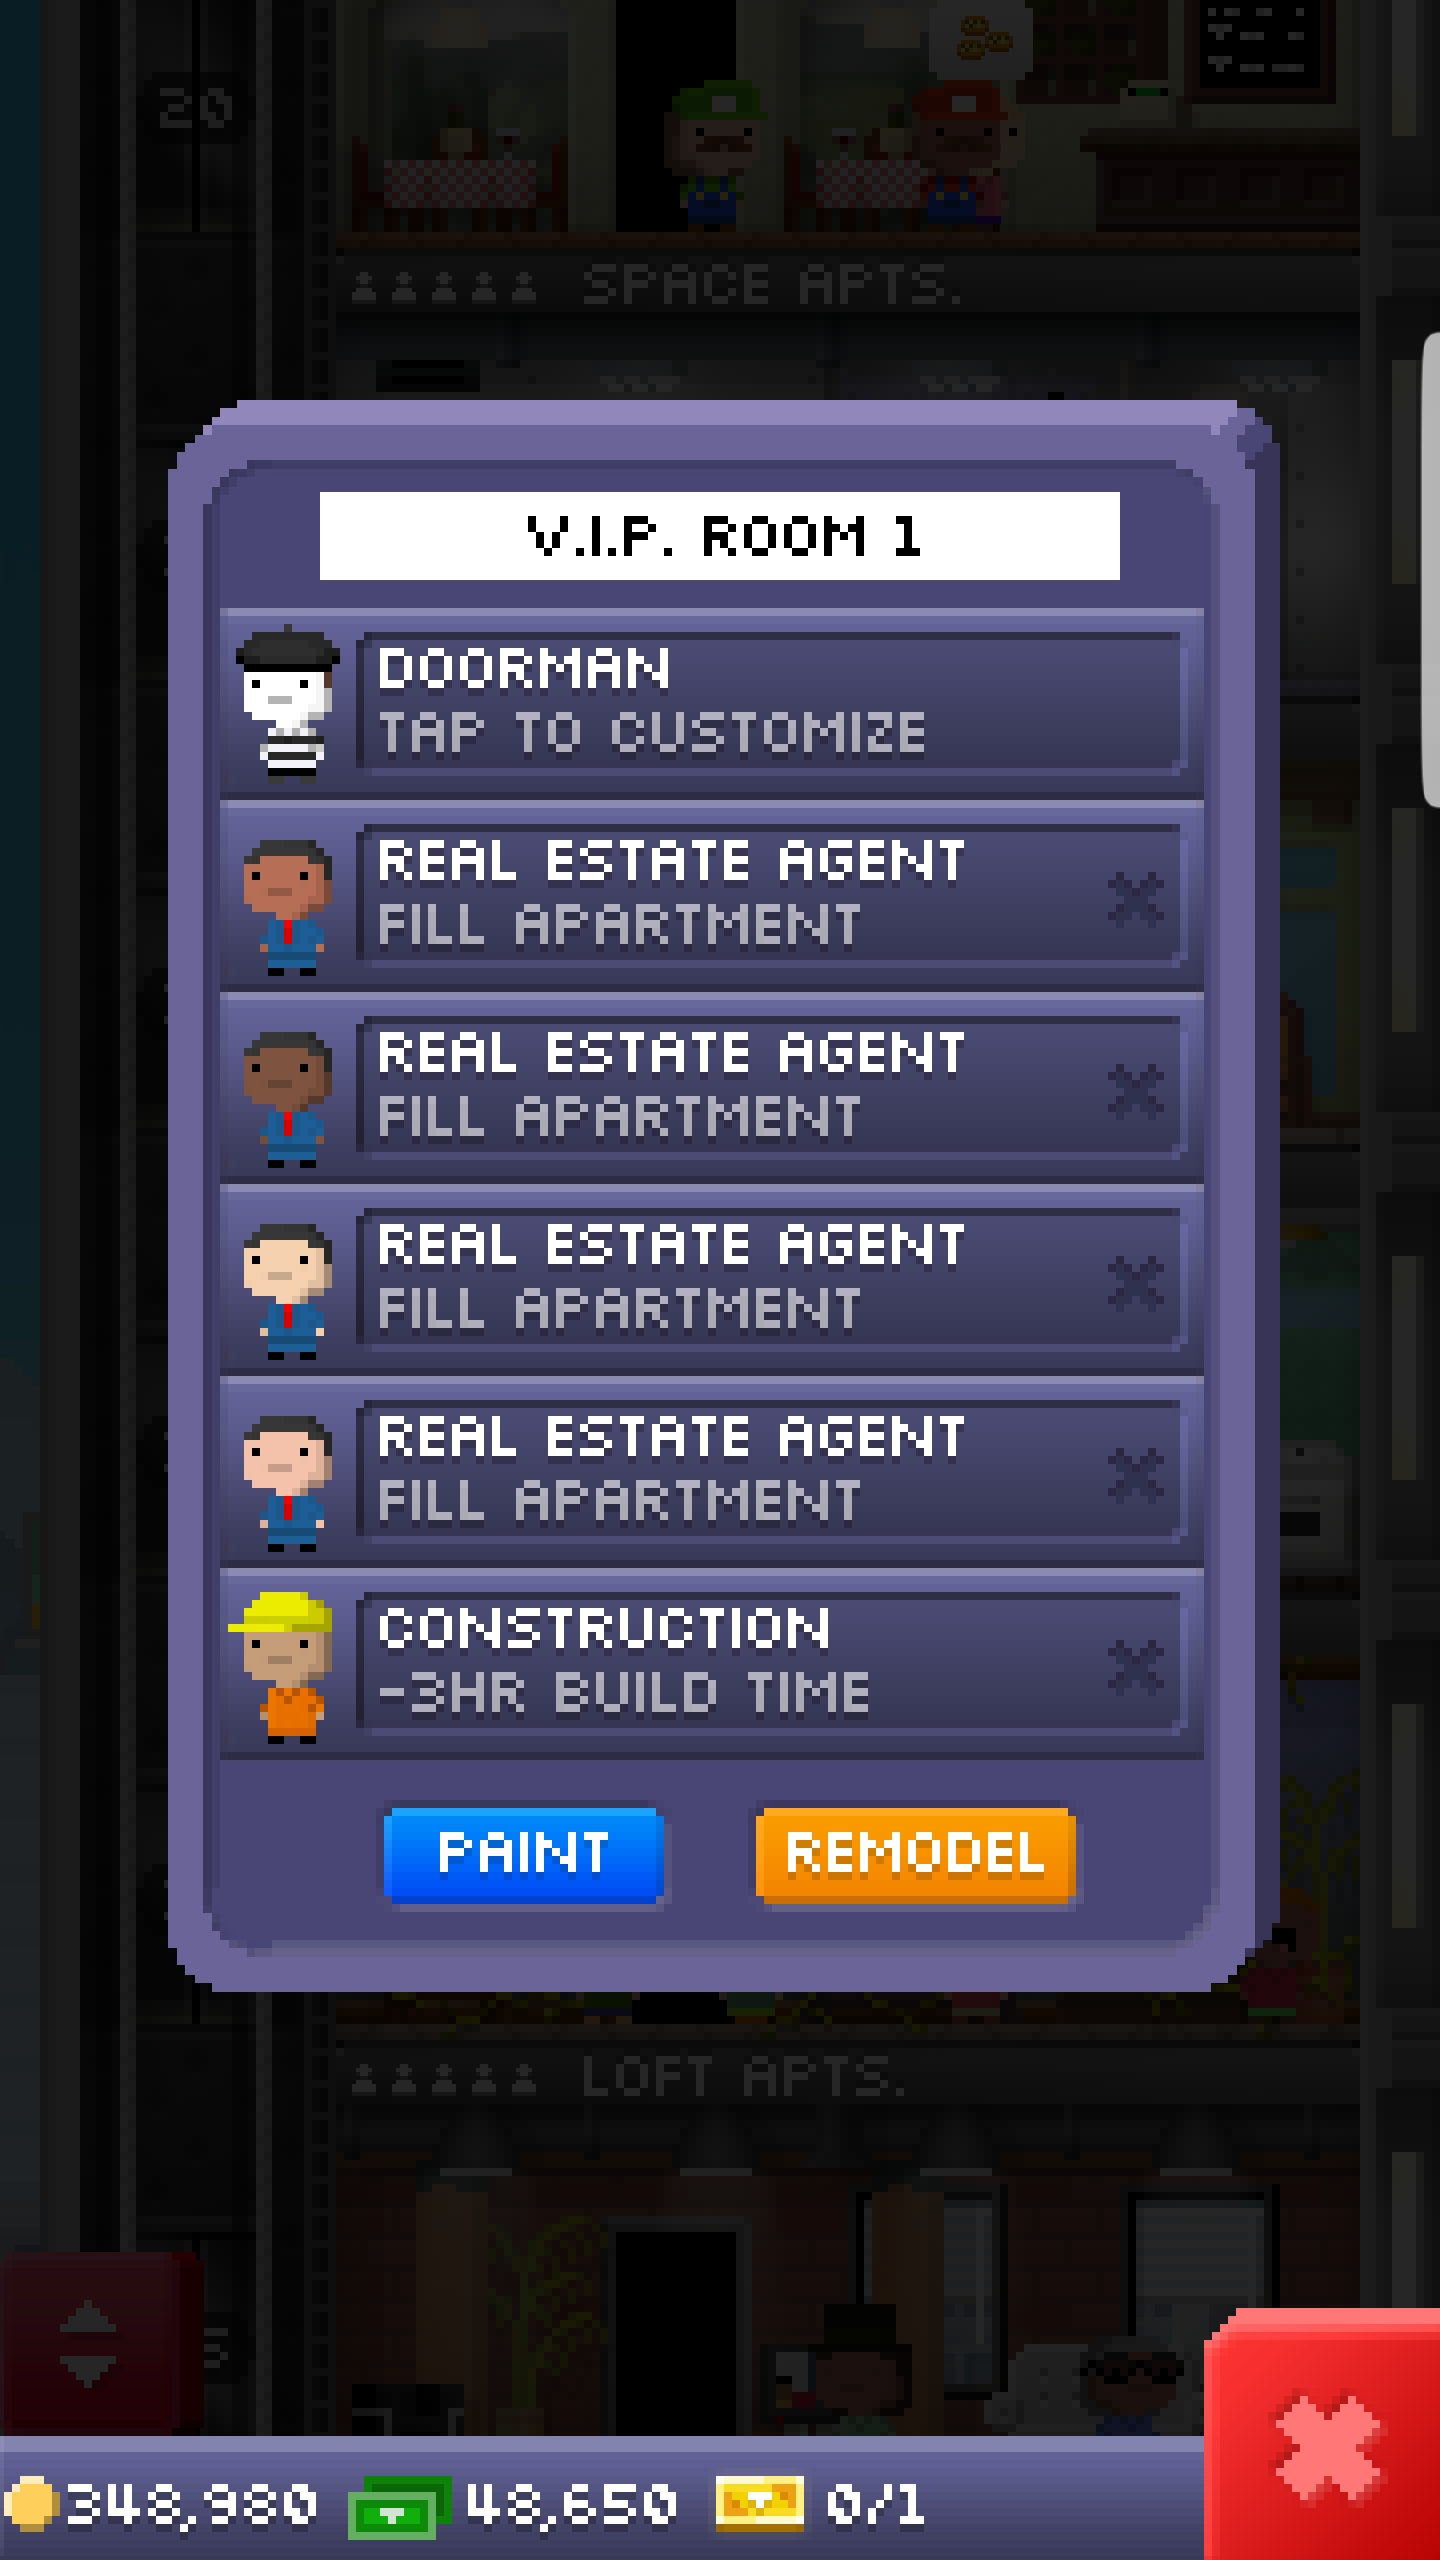 20
SPACE APTS.
V.I.P. ROOM 1
DOORMAN
TAP TO CUSTOMIZE
REAL ESTATE AGENT
FILL APARTMENT
REAL ESTATE AGENT
FILL APARTMENT
REAL ESTATE AGENT
FILL APARTMENT
REAL ESTATE AGENT
FILL APARTMENT
CONSTRUCTION
-3HR BUILD TIME
PAINT REMODEL
LOFT APTS.
348,980 48,650 0/1